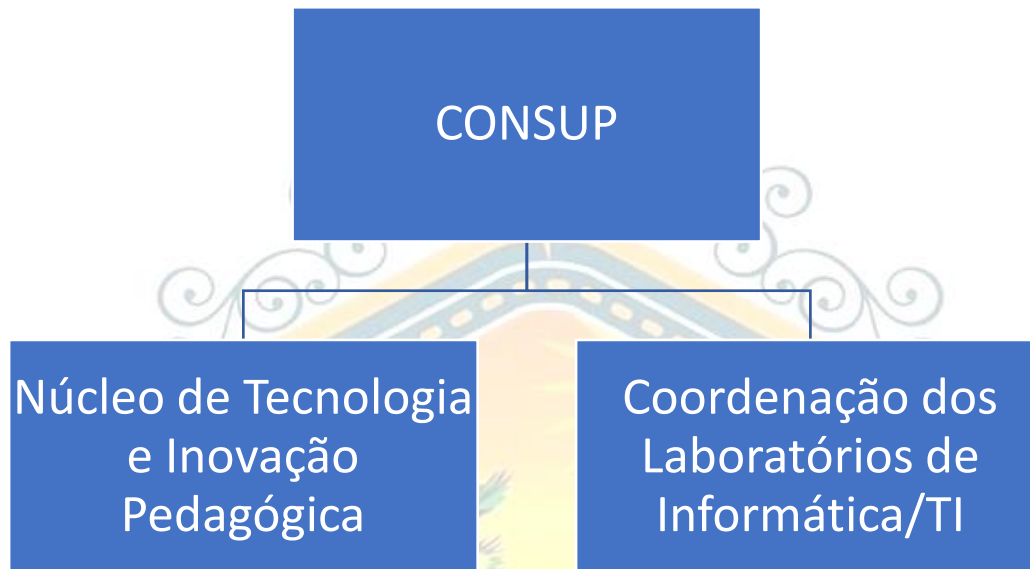 CONSUP
Núcleo de Tecnologia
e Inovação
Pedagógica
Coordenação dos
Laboratórios de
Informática/TI